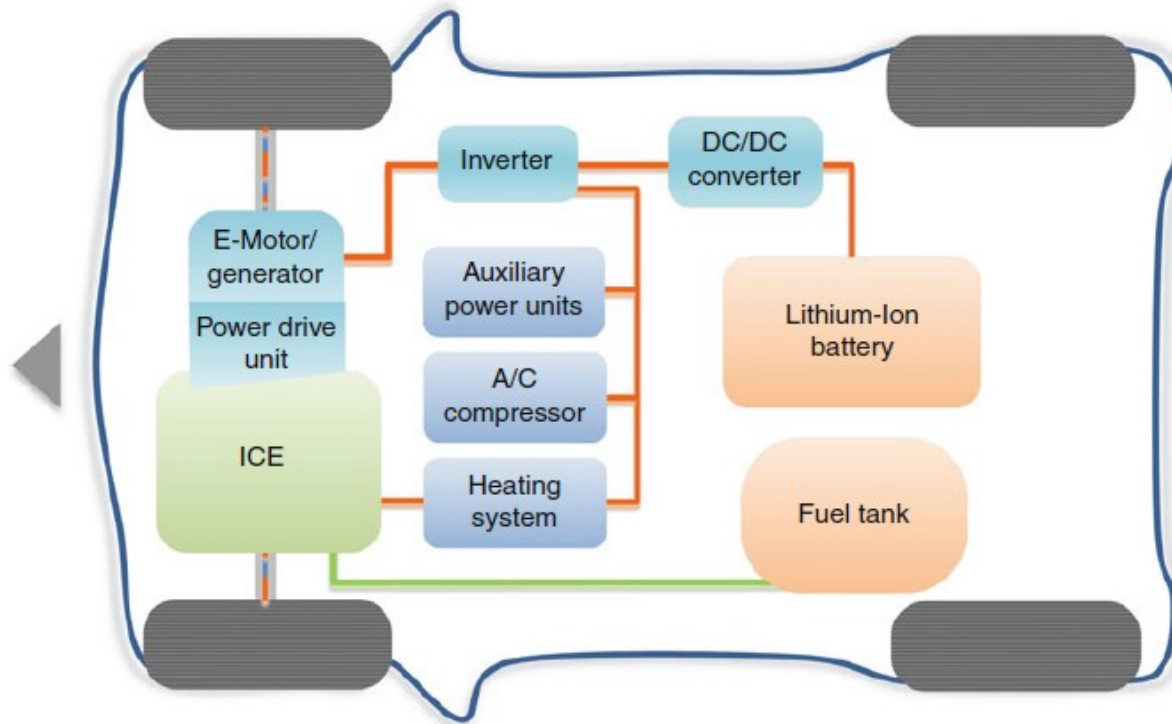 Inverter
DC/DC
converter
E-Motor/
generator
Auxiliary
power units
Lithium-Ion
battery
Power drive
unit
A/C
compressor
ICE
Heating
system
Fuel tank